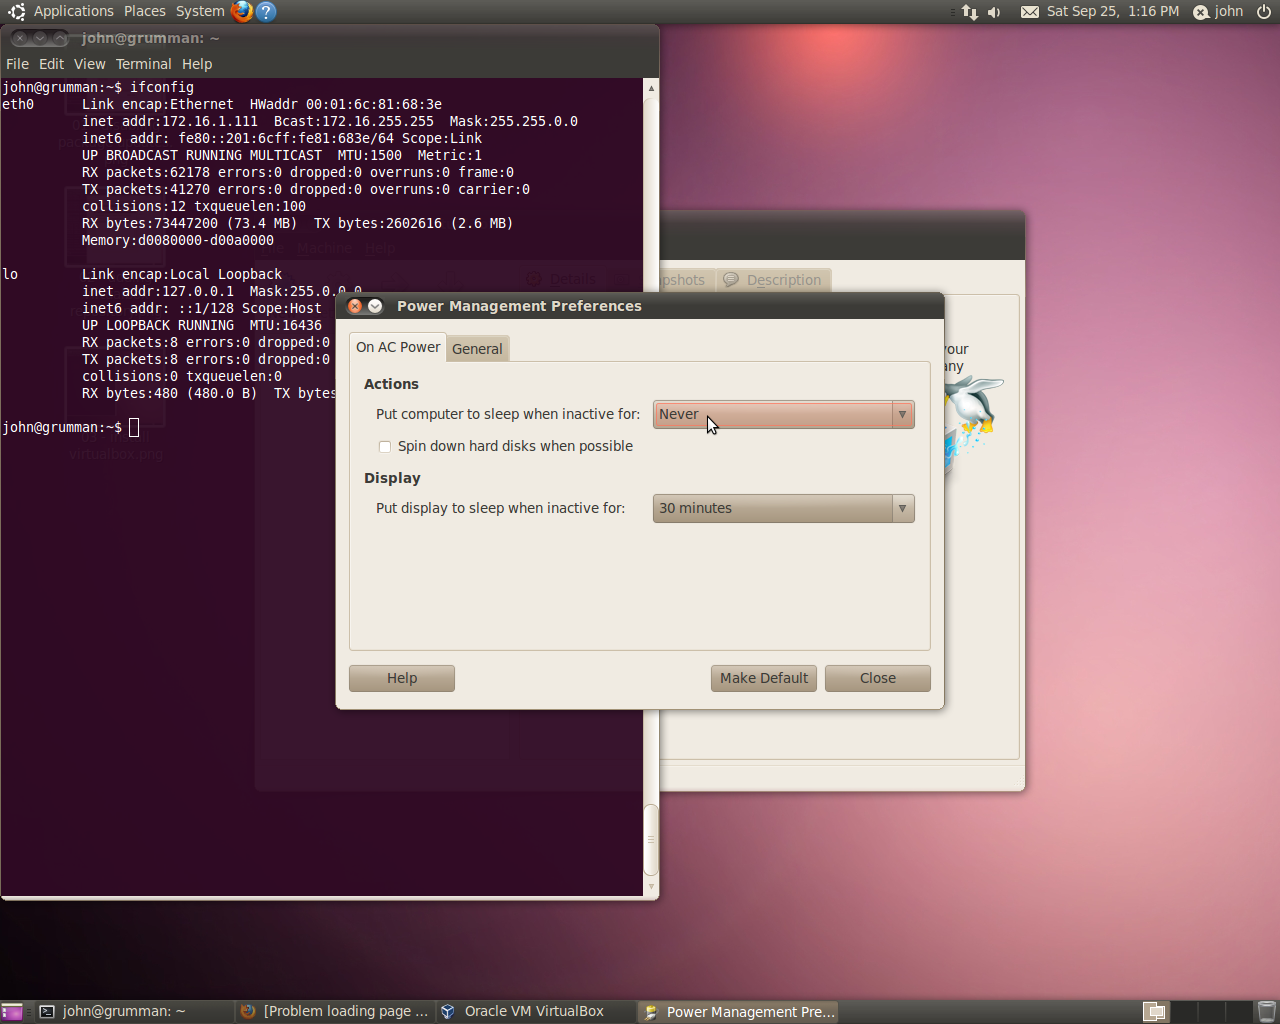 Applications Places System
Sat Sep 25, 1:16 PM john
john@grumman: ~
File Edit View Terminal Help
john@grumman:~$ ifconfig
eth0 Link encap:Ethernet HWaddr 00:01:6c:81:68:3e
inet addr:172.16.1.111 Bcast:172.16.255.255 Mask:255.255.0.0
inet6 addr: fe80::201:6cff:fe81:683e/64 Scope:Link
UP BROADCAST RUNNING MULTICAST MTU:1500 Metric:1
RX packets:62178 errors:0 dropped:0 overruns:0 frame:0
TX packets:41270 errors:0 dropped:0 overruns:0 carrier:0
collisions:12 txqueuelen:100
RX bytes:73447200 (73.4 MB) TX bytes:2602616 (2.6 MB)
Memory:d0080000-d00a0000
lo Link encap:Local Loopback
inet addr:127.0.0.1 Mask:255.0.0.0
inet6 addr: ::1/128 Scope:Host
UP LOOPBACK RUNNING MTU:16436
RX packets:8 errors:0 dropped:0
TX packets:8 errors:0 dropped:0
collisions:0 txqueuelen:0
RX bytes:480 (480.0 B) TX bytes
john@grumman:~$
virtualbox.png
Machine Help
Details
pshots
Description
your
any
Power Management Preferences
On AC Power General
Actions
Put computer to sleep when inactive for: Never
Spin down hard disks when possible
Display
Put display to sleep when inactive for: 30 minutes
Help Make Default Close
john@grumman: ~ [Problem loading page ... Oracle VM VirtualBox Power Management Pre...